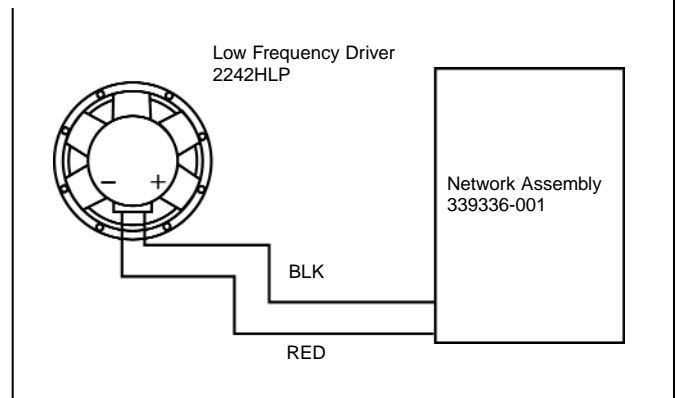 Low Frequency Driver
2242HLP
Network Assembly
339336-001
− +
BLK
RED